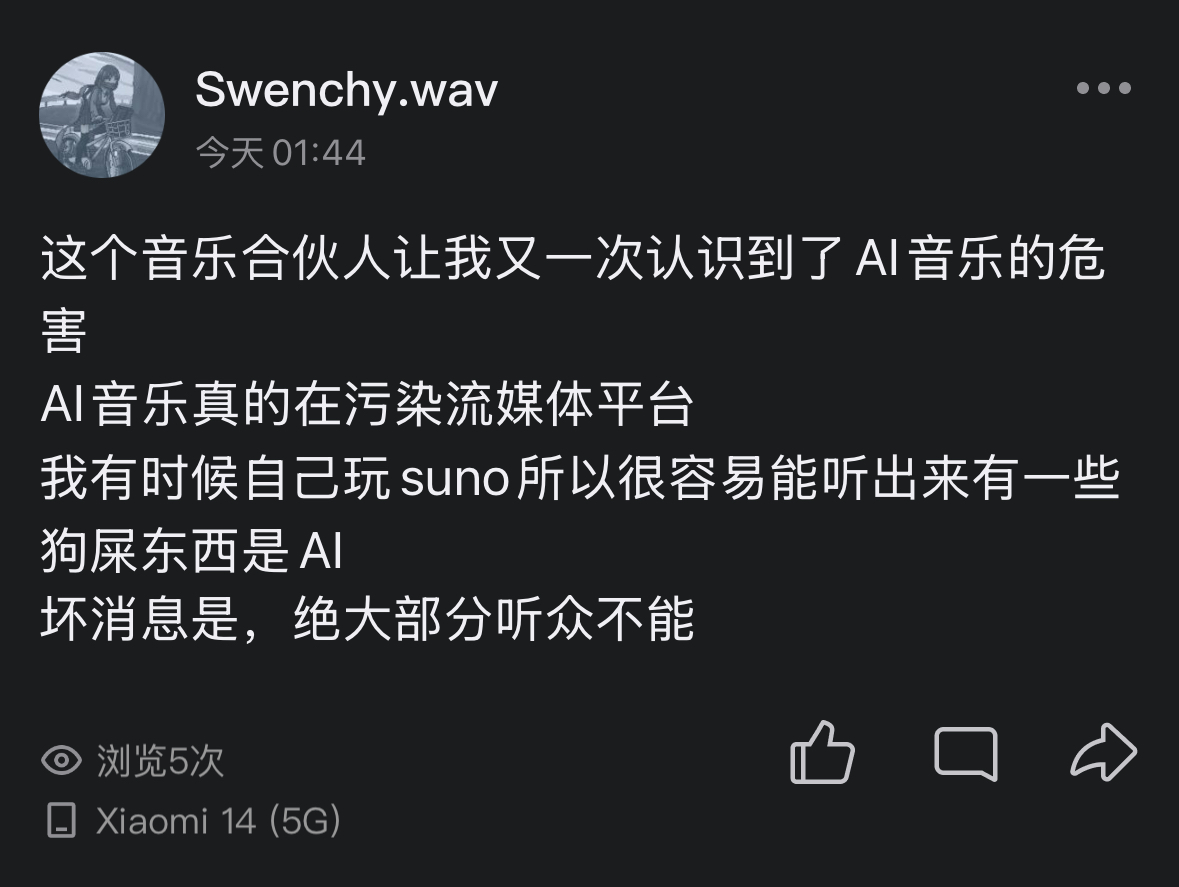 Swenchy.wav
今天 01:44
这个音乐合伙人让我又一次认识到了AI音乐的危
害
AI音乐真的在污染流媒体平台
我有时候自己玩suno所以很容易能听出来有一些
狗屎东西是AI
坏消息是，绝大部分听众不能
浏览5次
Xiaomi 14 (5G)